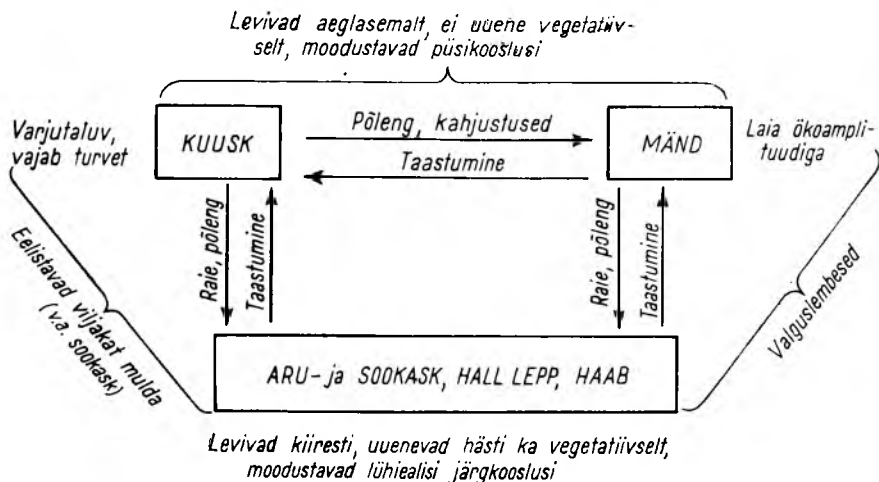 Levivad aeglasemalt, ei uuene vegetatiiv-
selt, moodustavad püsikooslusi
Varjutaluv,
vajab turvet
KUUSK
Põleng, kahjustused
Taastumine
MÄND
Laia ökoampli-
tuudiga
Raie, põleng
Taastumine
Raie, põleng
Taastumine
Eelistavad viljakat mulda
(v.a. sookask)
Valguslembesed
ARU- ja SOOKASK, HALL LEPP, HAAB
Levivad kiiresti, uuenevad hästi ka vegetatiivselt,
moodustavad lühiealisi järgkooslusi